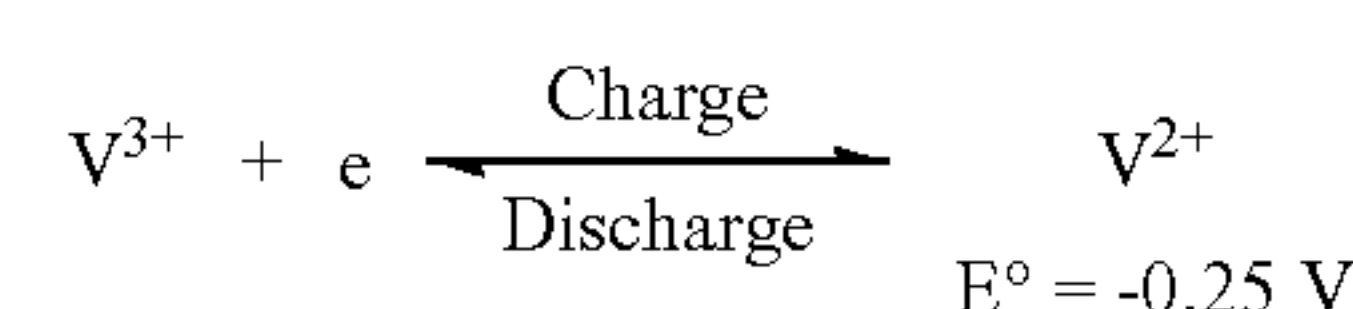 Charge
V³⁺ + e ⇌ V²⁺
Discharge
E° = -0.25 V